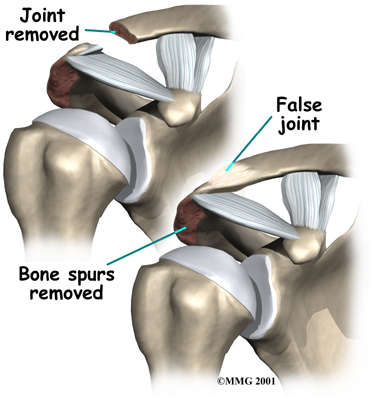 Joint
removed
False
joint
Bone spurs
removed
©MMG 2001